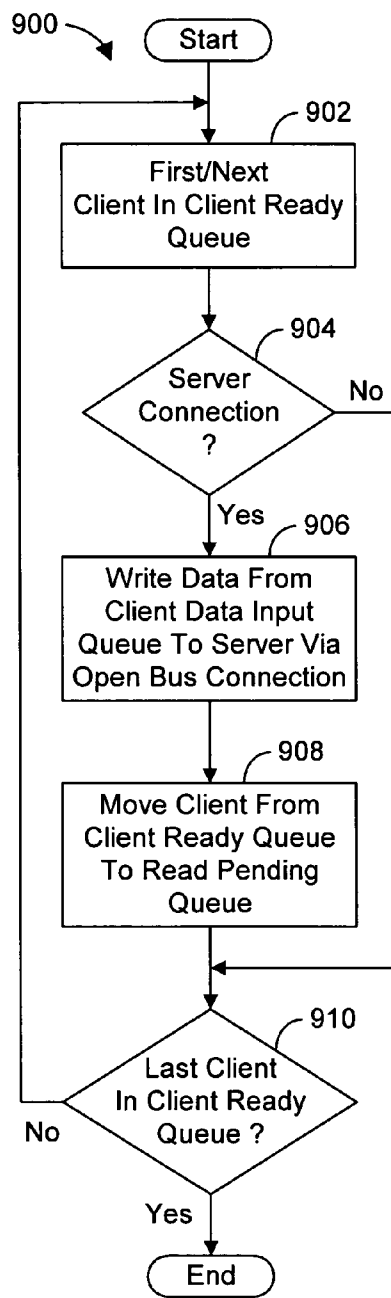 900
Start
902
First/Next
Client In Client Ready
Queue
904
Server
Connection
?
No
Yes
906
Write Data From
Client Data Input
Queue To Server Via
Open Bus Connection
908
Move Client From
Client Ready Queue
To Read Pending
Queue
910
Last Client
In Client Ready
Queue ?
No
Yes
End